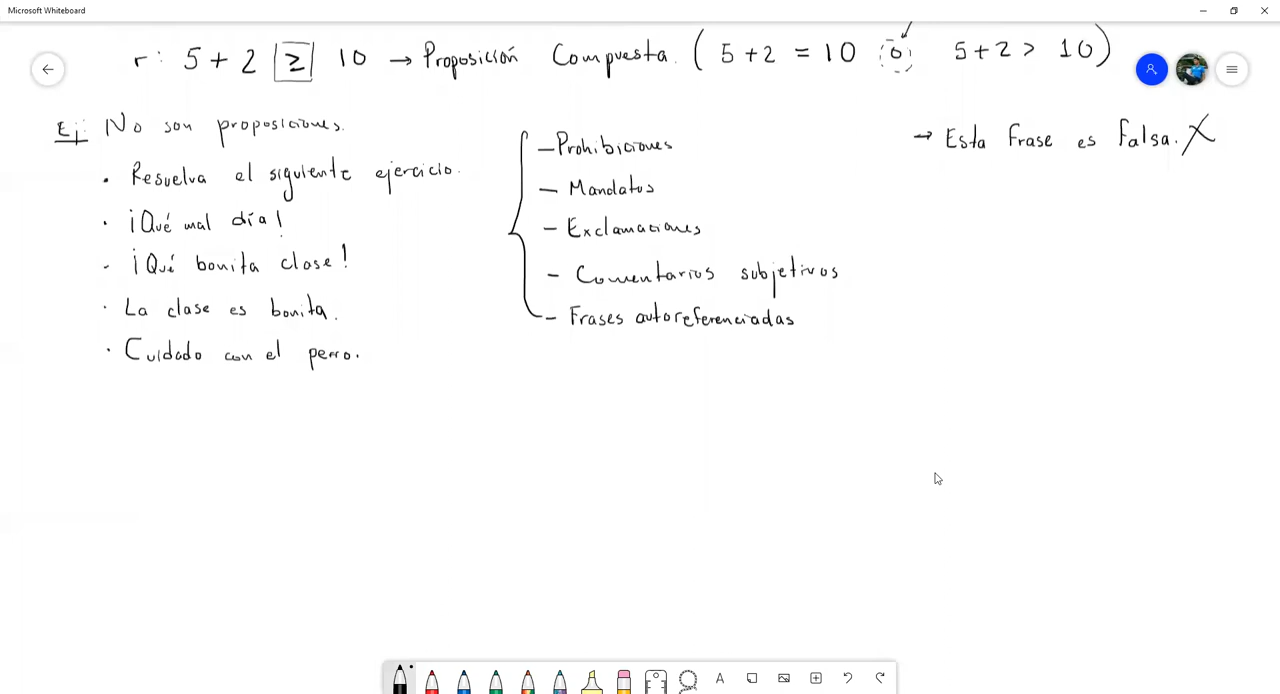 Microsoft Whiteboard
r: 5 + 2 ≥ 10 → Proposición Compuesta. ( 5 + 2 = 10 o 5 + 2 > 10 )
Ej: No son proposiciones.
• Resuelva el siguiente ejercicio.
• ¡Qué mal día!
• ¡Qué bonita clase!
• La clase es bonita.
• Cuidado con el perro.
— Prohibiciones
— Mandatos
— Exclamaciones
— Comentarios subjetivos
— Frases autoreferenciadas
→ Esta Frase es Falsa. X
A